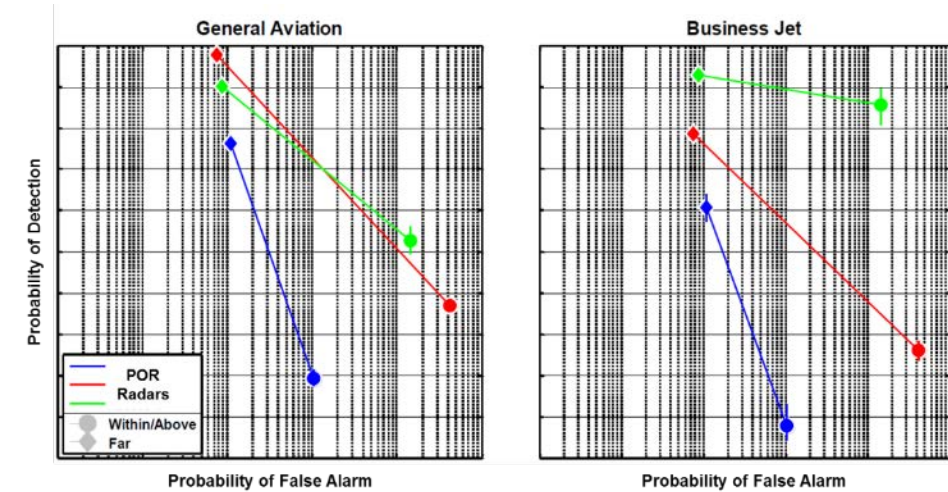 General Aviation
Business Jet
Probability of Detection
POR
Radars
Within/Above
Far
Probability of False Alarm
Probability of False Alarm